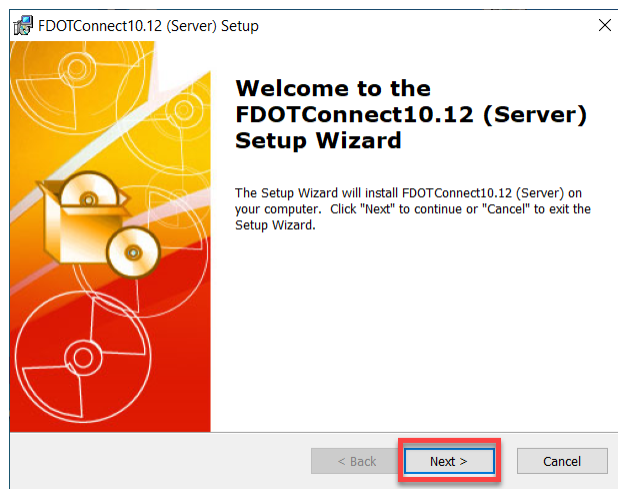 FDOTConnect10.12 (Server) Setup
Welcome to the
FDOTConnect10.12 (Server)
Setup Wizard
The Setup Wizard will install FDOTConnect10.12 (Server) on
your computer.  Click "Next" to continue or "Cancel" to exit the
Setup Wizard.
< Back
Next >
Cancel